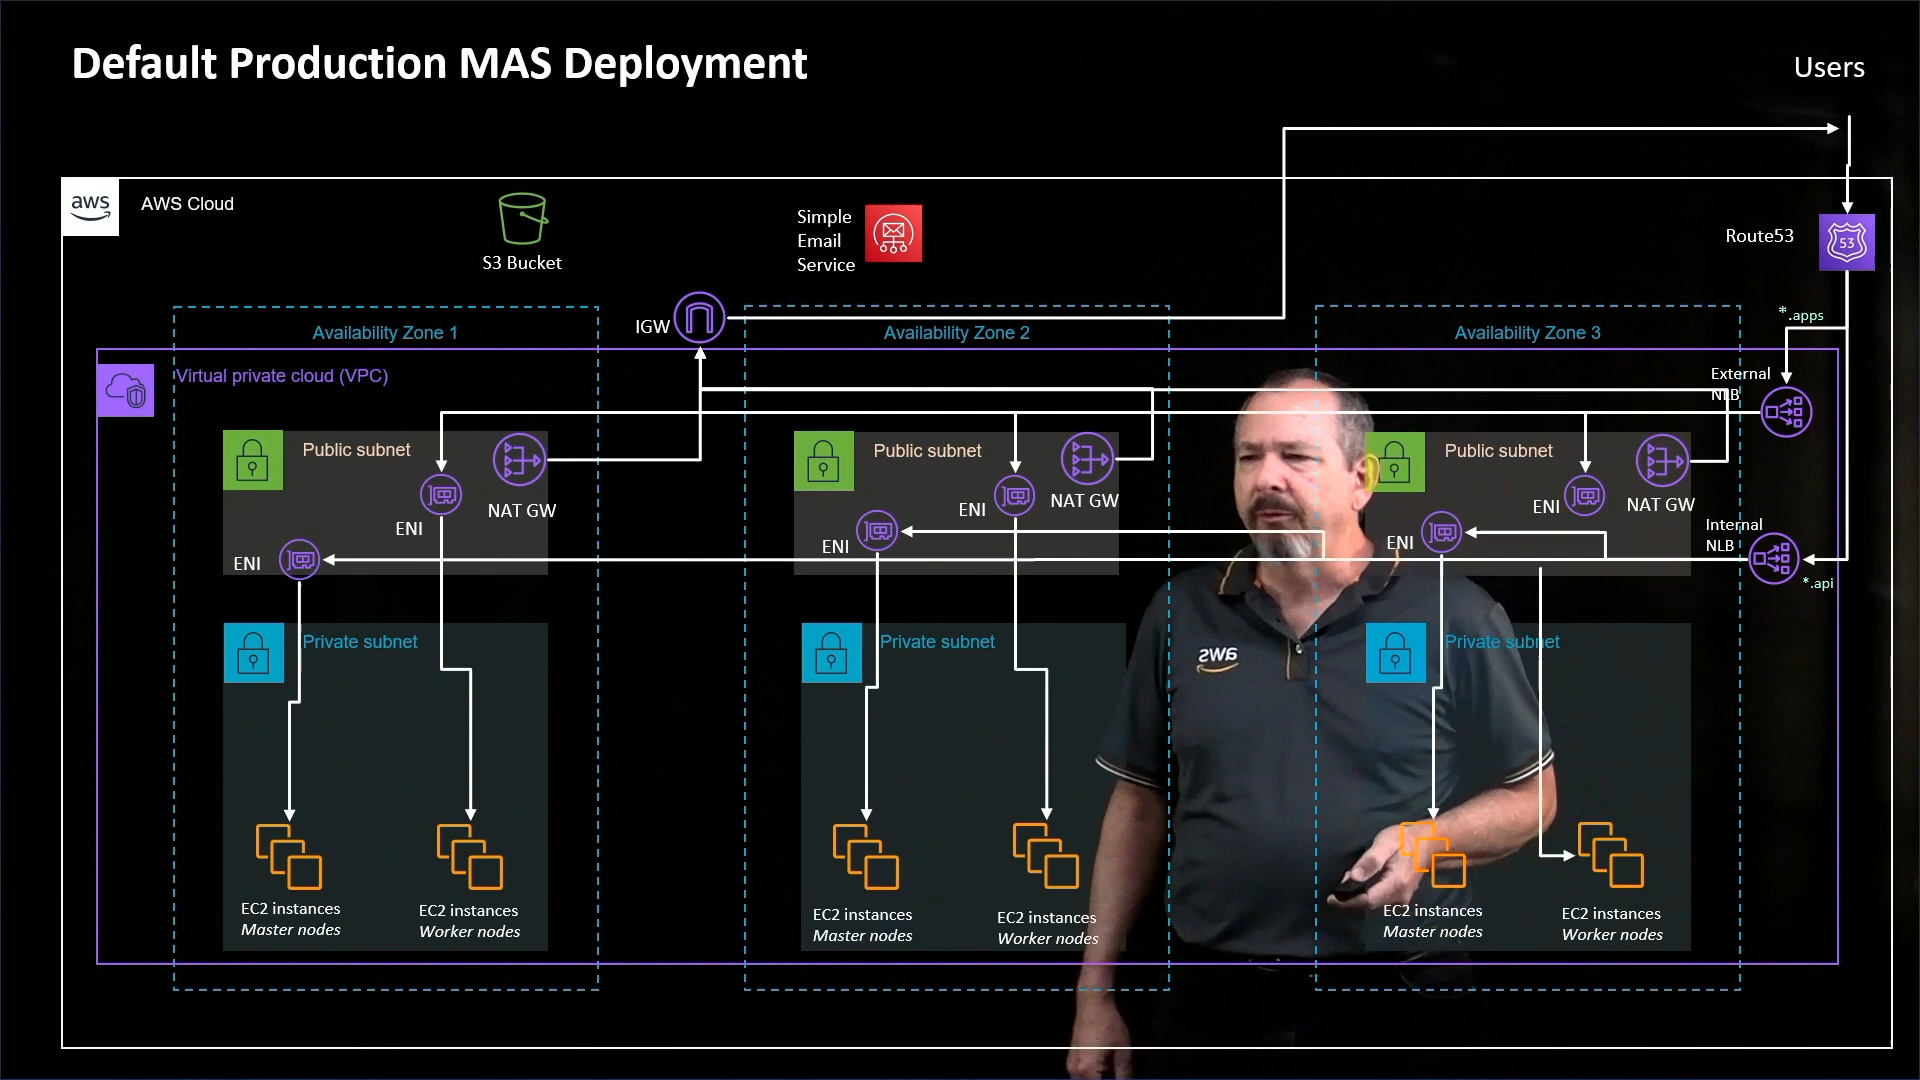 Default Production MAS Deployment
Users
aws
AWS Cloud
S3 Bucket
Simple
Email
Service
Route53
53
IGW
*.apps
Availability Zone 1
Availability Zone 2
Availability Zone 3
Virtual private cloud (VPC)
External
NLB
Public subnet
ENI
NAT GW
ENI
Public subnet
ENI
NAT GW
ENI
Public subnet
ENI
NAT GW
ENI
Internal
NLB
*.api
Private subnet
Private subnet
Private subnet
aws
EC2 instances
Master nodes
EC2 instances
Worker nodes
EC2 instances
Master nodes
EC2 instances
Worker nodes
EC2 instances
Master nodes
EC2 instances
Worker nodes